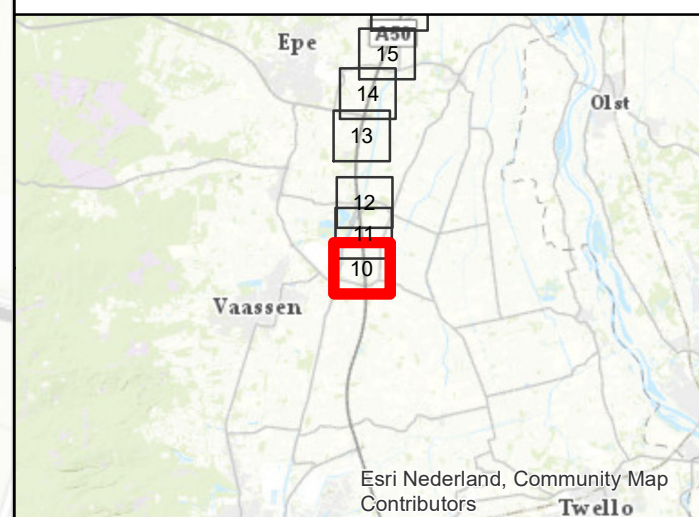 A50
Epe
15
14
Olst
13
12
11
10
Vaassen
Esri Nederland, Community Map
Contributors
Twello